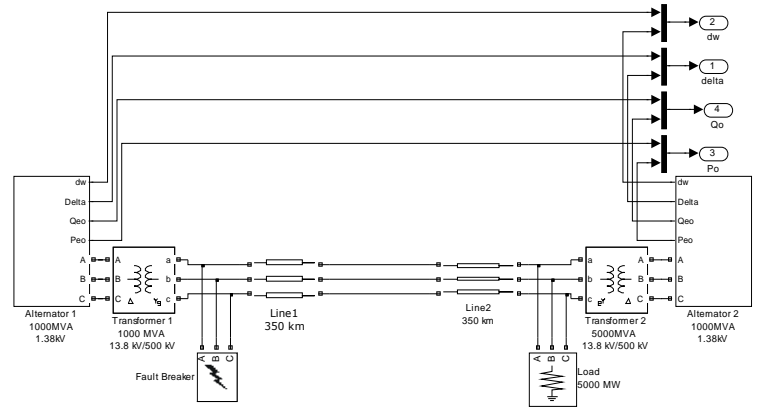 2
dw
1
delta
4
Qo
3
Po
dw
Delta
Qeo
Peo
A
B
C
Alternator 1
1000MVA
1.38kV
A
B
C
a
b
c
Δ
Yg
Transformer 1
1000 MVA
13.8 kV/500 kV
Line1
350 km
Line2
350 km
a
b
c
A
B
C
Δ
Transformer 2
5000MVA
13.8 kV/500 kV
dw
Delta
Qeo
Peo
A
B
C
Alternator 2
1000MVA
1.38kV
A
B
C
Fault Breaker
A
B
C
Load
5000 MW